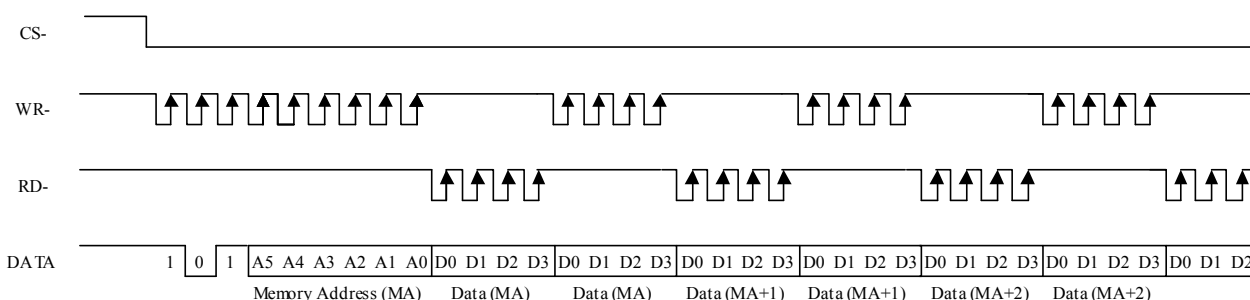 CS-
WR-
RD-
DATA 1 0 1 A5 A4 A3 A2 A1 A0 D0 D1 D2 D3 D0 D1 D2 D3 D0 D1 D2 D3 D0 D1 D2 D3 D0 D1 D2 D3 D0 D1 D2 D3 D0 D1 D2
Memory Address (MA) Data (MA) Data (MA) Data (MA+1) Data (MA+1) Data (MA+2) Data (MA+2)